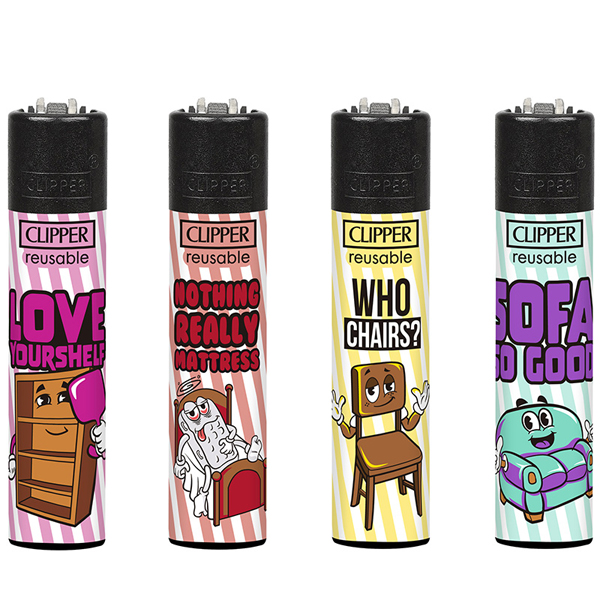 CLIPPER
CLIPPER
reusable
LOVE
YOURSHELF
CLIPPER
CLIPPER
reusable
NOTHING
REALLY
MATTRESS
CLIPPER
CLIPPER
reusable
WHO
CHAIRS?
CLIPPER
CLIPPER
reusable
SOFA
SO GOOD